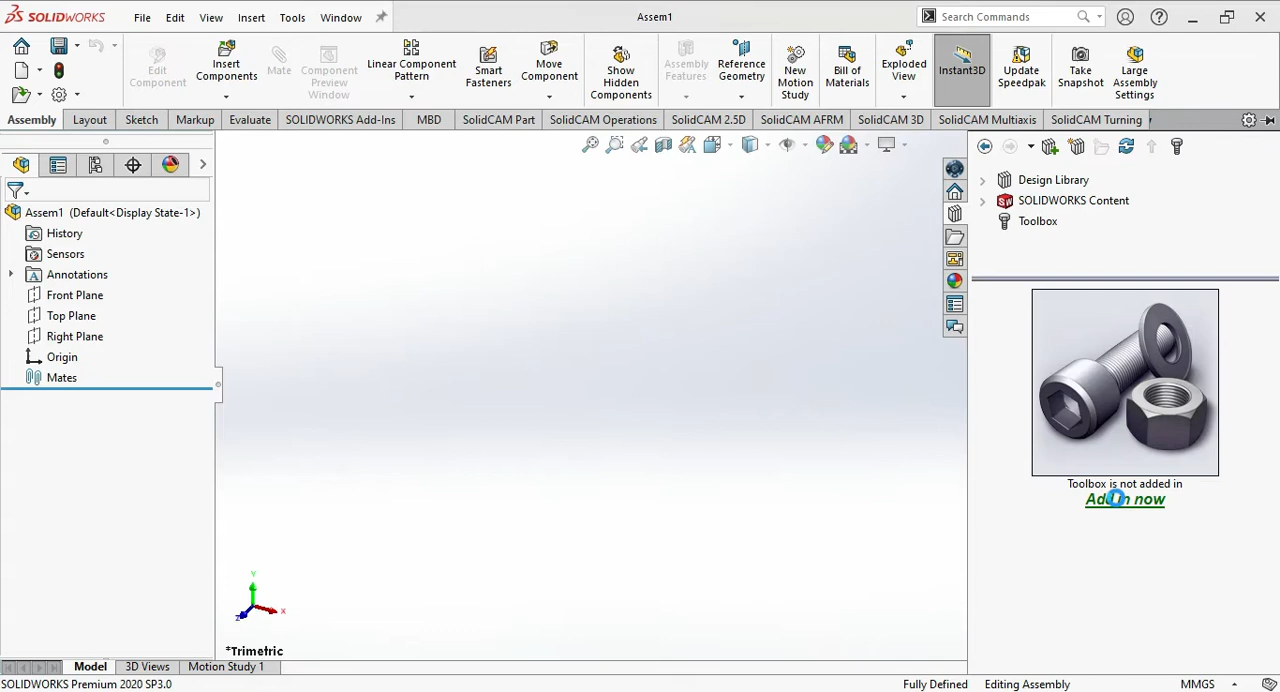 SOLIDWORKS File Edit View Insert Tools Window Assem1 Search Commands
Edit Component
Insert Components
Mate
Component Preview Window
Linear Component Pattern
Smart Fasteners
Move Component
Show Hidden Components
Assembly Features
Reference Geometry
New Motion Study
Bill of Materials
Exploded View
Instant3D
Update Speedpak
Take Snapshot
Large Assembly Settings
Assembly Layout Sketch Markup Evaluate SOLIDWORKS Add-Ins MBD SolidCAM Part SolidCAM Operations SolidCAM 2.5D SolidCAM AFRM SolidCAM 3D SolidCAM Multiaxis SolidCAM Turning
Assem1 (Default<Display State-1>)
History
Sensors
Annotations
Front Plane
Top Plane
Right Plane
Origin
Mates
Design Library
SOLIDWORKS Content
Toolbox
Toolbox is not added in
Add in now
Y
X
Z
*Trimetric
Model 3D Views Motion Study 1
SOLIDWORKS Premium 2020 SP3.0 Fully Defined Editing Assembly MMGS